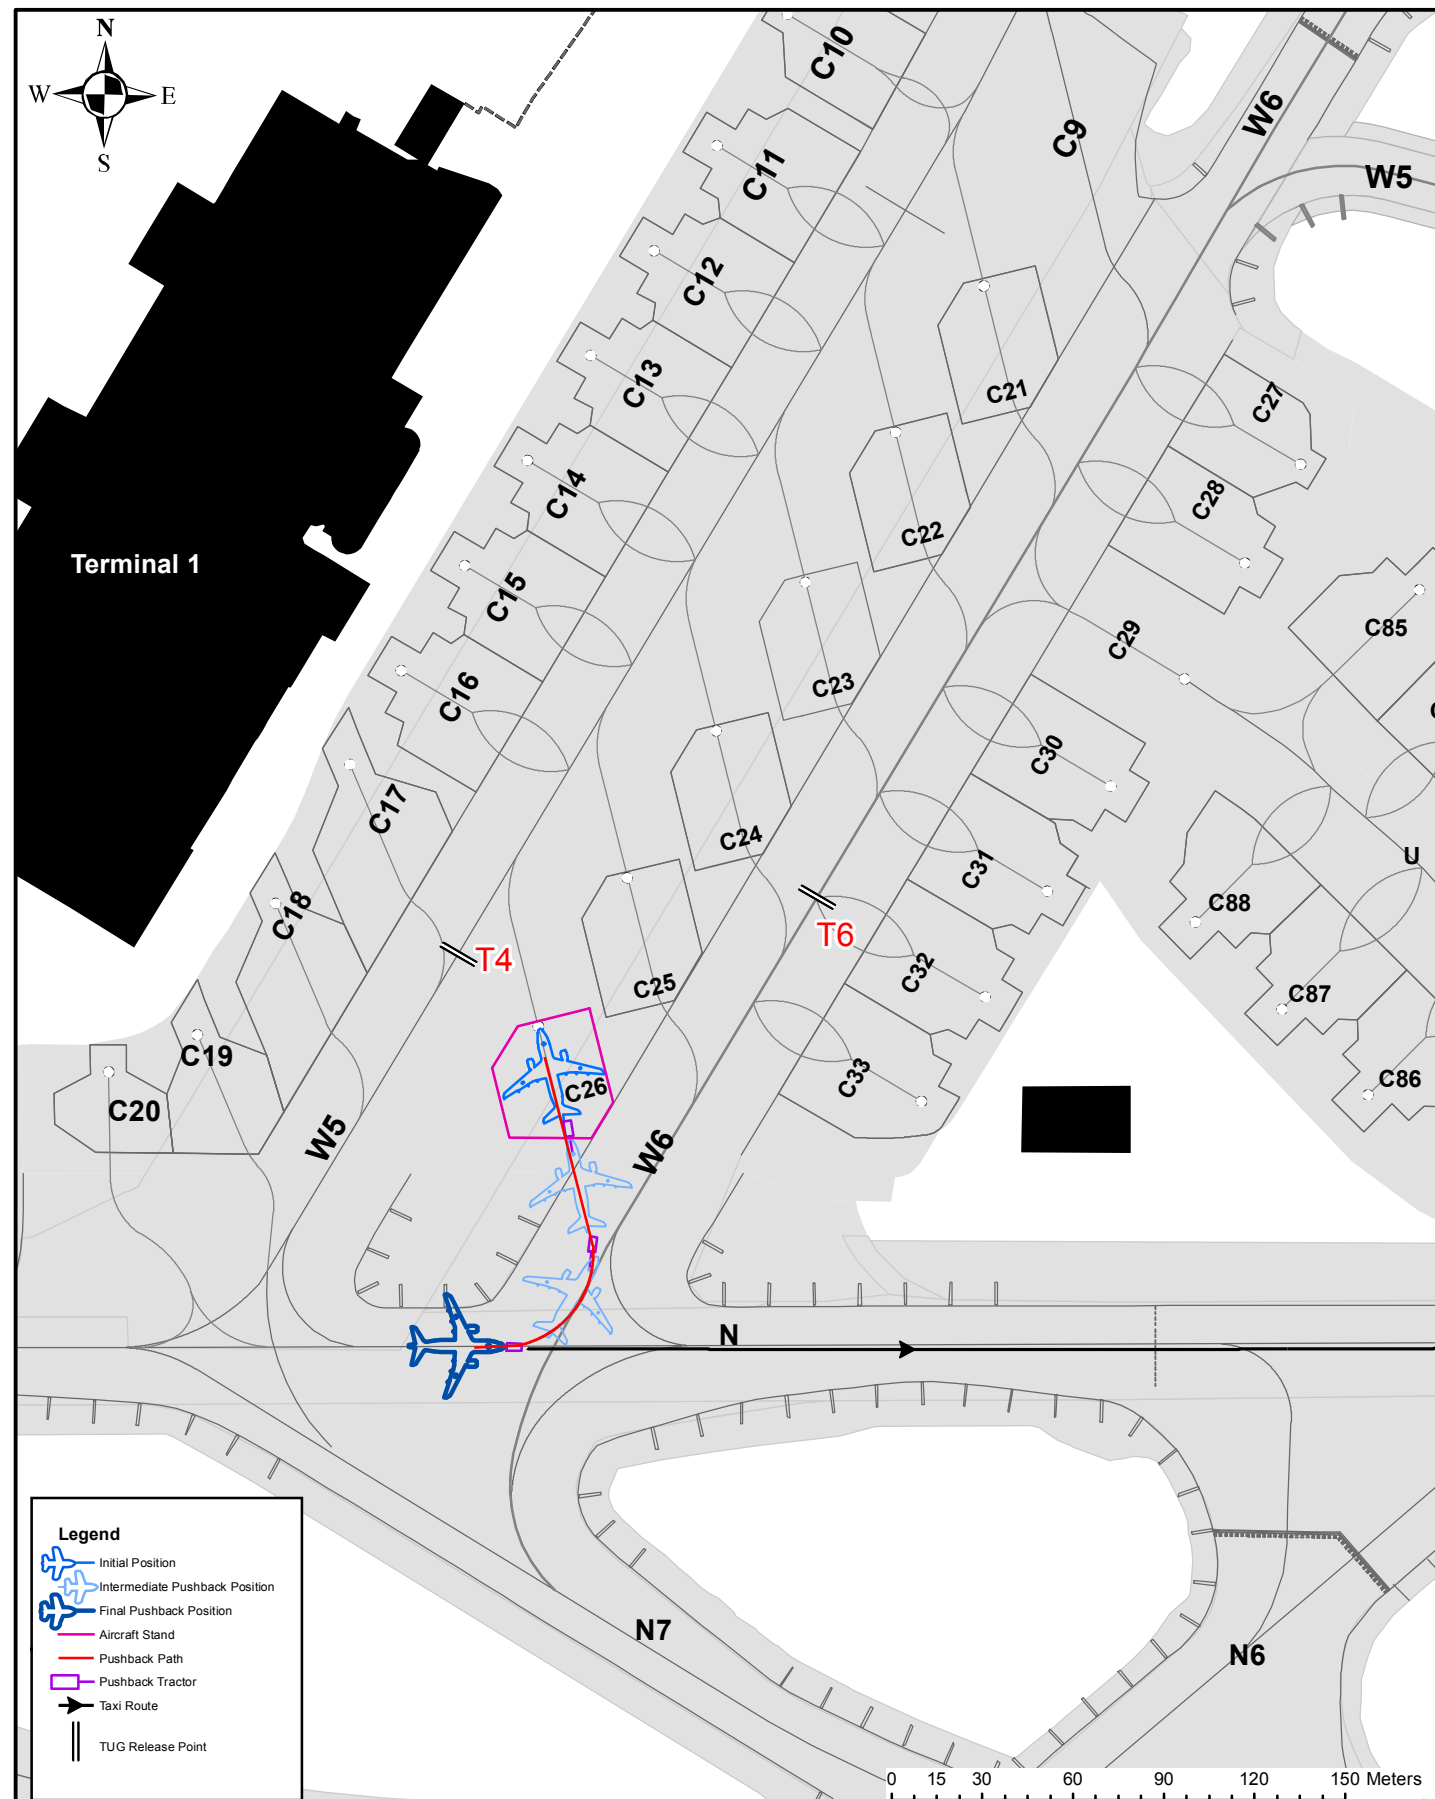 N
W E
S
C10
C9
W6
C11
W5
C12
C13
C21
C27
C14
C28
C22
Terminal 1
C15
C29
C85
C16
C23
C30
C17
C24
U
C31
C18
C88
T6
T4
C32
C25
C87
C19
C33
C26
C86
C20
W5
W6
N
N7
N6
Legend
Initial Position
Intermediate Pushback Position
Final Pushback Position
Aircraft Stand
Pushback Path
Pushback Tractor
Taxi Route
TUG Release Point
0 15 30 60 90 120 150 Meters